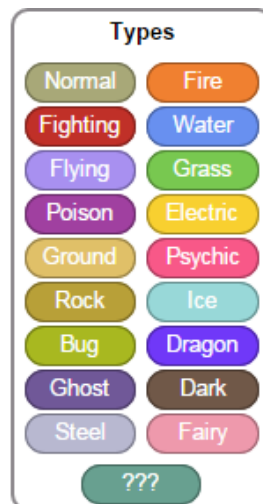 Types
Normal Fire
Fighting Water
Flying Grass
Poison Electric
Ground Psychic
Rock Ice
Bug Dragon
Ghost Dark
Steel Fairy
???